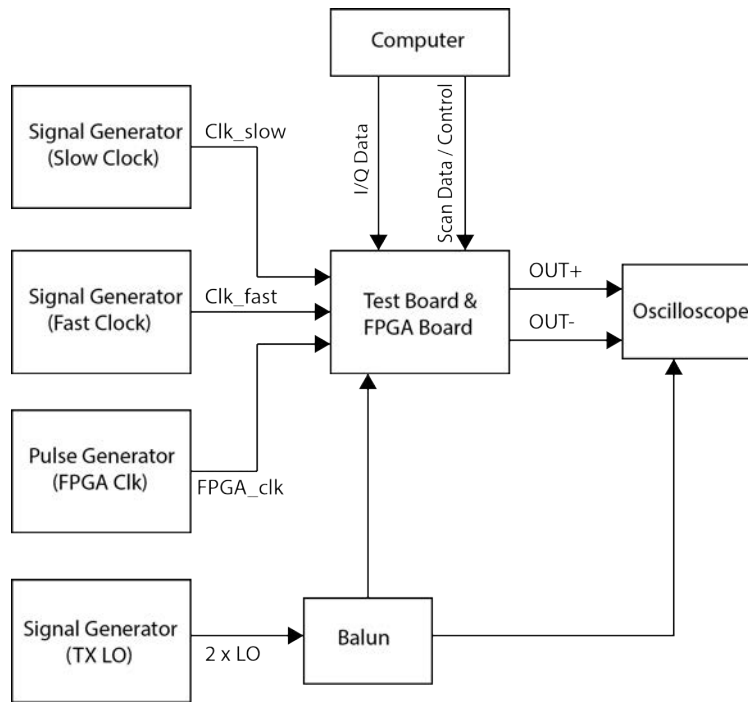 Computer
Signal Generator
(Slow Clock)
Clk_slow
I/Q Data
Scan Data / Control
Signal Generator
(Fast Clock)
Clk_fast
Test Board &
FPGA Board
OUT+
OUT-
Oscilloscope
Pulse Generator
(FPGA Clk)
FPGA_clk
Signal Generator
(TX LO)
2 x LO
Balun